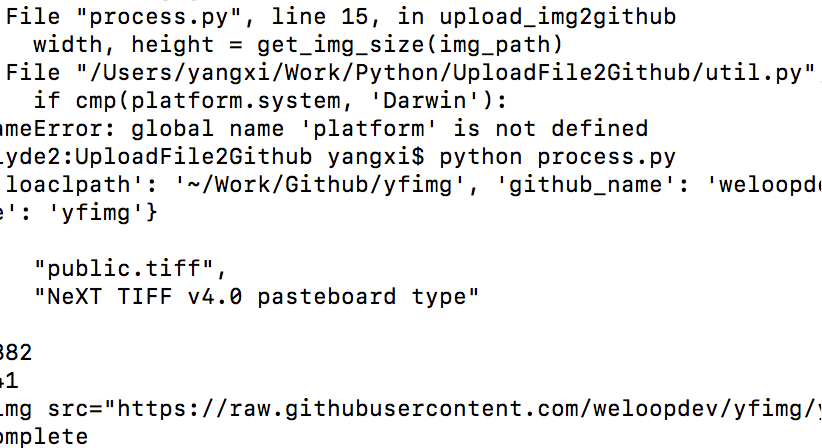 File "process.py", line 15, in upload_img2github
width, height = get_img_size(img_path)
File "/Users/yangxi/Work/Python/UploadFile2Github/util.py",
if cmp(platform.system, 'Darwin'):
ameError: global name 'platform' is not defined
lyde2:UploadFile2Github yangxi$ python process.py
loaclpath': '~/Work/Github/yfimg', 'github_name': 'weloopde
e': 'yfimg'}
"public.tiff",
"NeXT TIFF v4.0 pasteboard type"
382
41
img src="https://raw.githubusercontent.com/weloopdev/yfimg/y
omplete